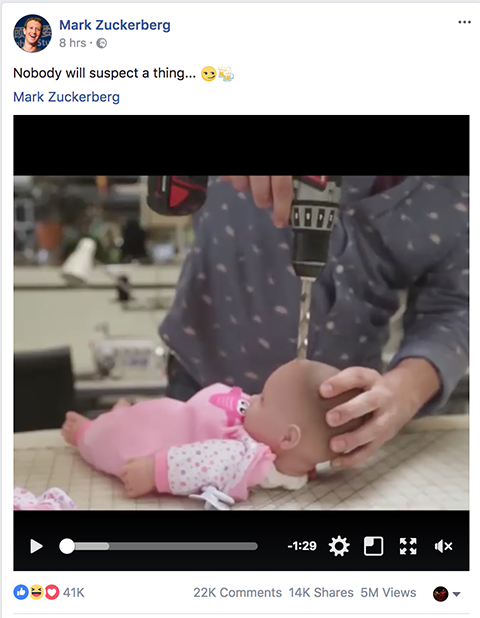 Mark Zuckerberg
8 hrs ·
Nobody will suspect a thing... 😏🍻
Mark Zuckerberg
-1:29
41K
22K Comments 14K Shares 5M Views